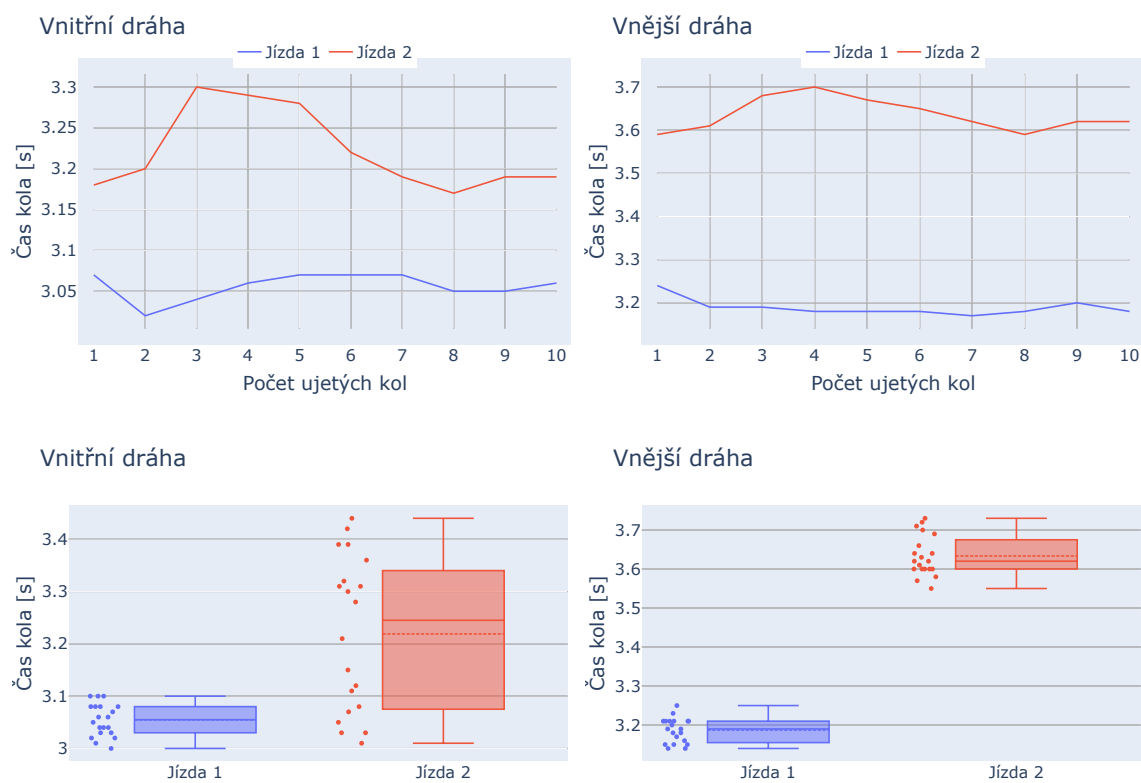 Vnitřní dráha
Jízda 1 Jízda 2
Čas kola [s]
3.3
3.25
3.2
3.15
3.1
3.05
1 2 3 4 5 6 7 8 9 10
Počet ujetých kol
Vnější dráha
Jízda 1 Jízda 2
Čas kola [s]
3.7
3.6
3.5
3.4
3.3
3.2
1 2 3 4 5 6 7 8 9 10
Počet ujetých kol
Vnitřní dráha
Čas kola [s]
3.4
3.3
3.2
3.1
3
Jízda 1 Jízda 2
Vnější dráha
Čas kola [s]
3.7
3.6
3.5
3.4
3.3
3.2
Jízda 1 Jízda 2